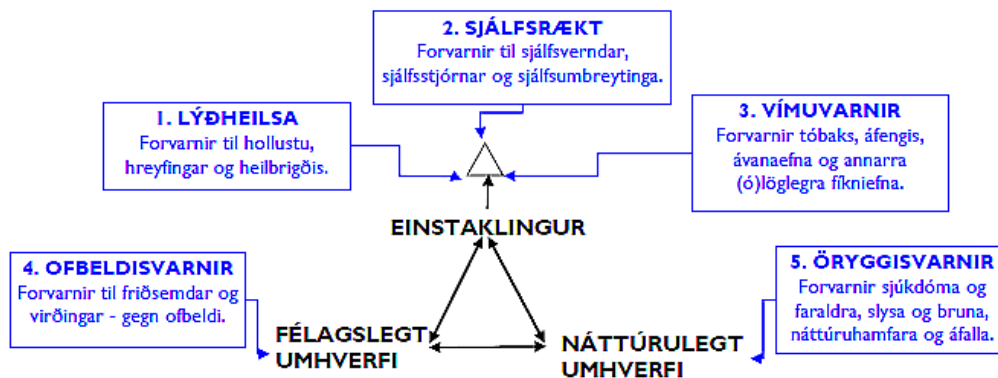 2. SJÁLFSRÆKT
Forvarnir til sjálfsverndar,
sjálfsstjórnar og sjálfsumbreytinga.
1. LÝÐHEILSA
Forvarnir til hollustu,
hreyfingar og heilbrigðis.
3. VÍMUVARNIR
Forvarnir tóbaks, áfengis,
ávanaefna og annarra
(ó)löglegra fíkniefna.
EINSTAKLINGUR
4. OFBELDISVARNIR
Forvarnir til friðsemdar og
virðingar - gegn ofbeldi.
5. ÖRYGGISVARNIR
Forvarnir sjúkdóma og
faraldra, slysa og bruna,
náttúruhamfara og áfalla.
FÉLAGSLEGT
UMHVERFI
NÁTTÚRULEGT
UMHVERFI